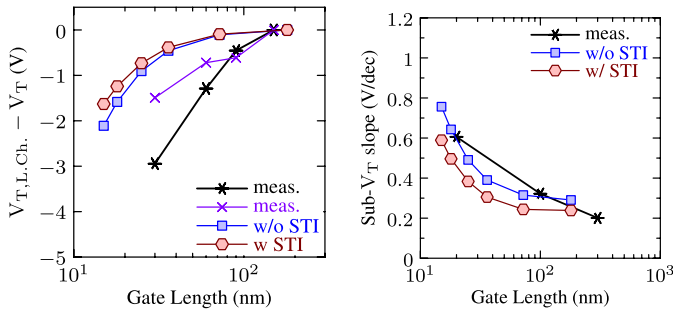 V_T,L.Ch. − V_T (V)
0
−1
−2
−3
−4
−5
10^1
10^2
Gate Length (nm)
meas.
meas.
w/o STI
w STI
Sub-V_T slope (V/dec)
1.2
1
0.8
0.6
0.4
0.2
0
10^1
10^2
10^3
Gate Length (nm)
meas.
w/o STI
w/ STI